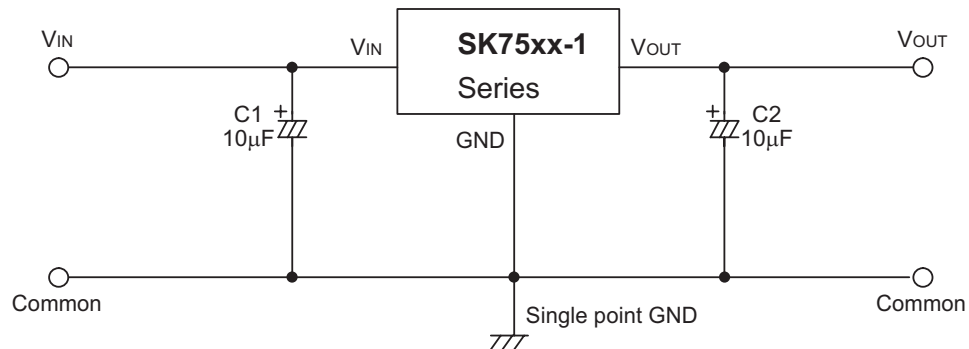 VIN
VIN
SK75xx-1
Series
VOUT
VOUT
+
C1
10μF
GND
+
C2
10μF
Common
Single point GND
Common